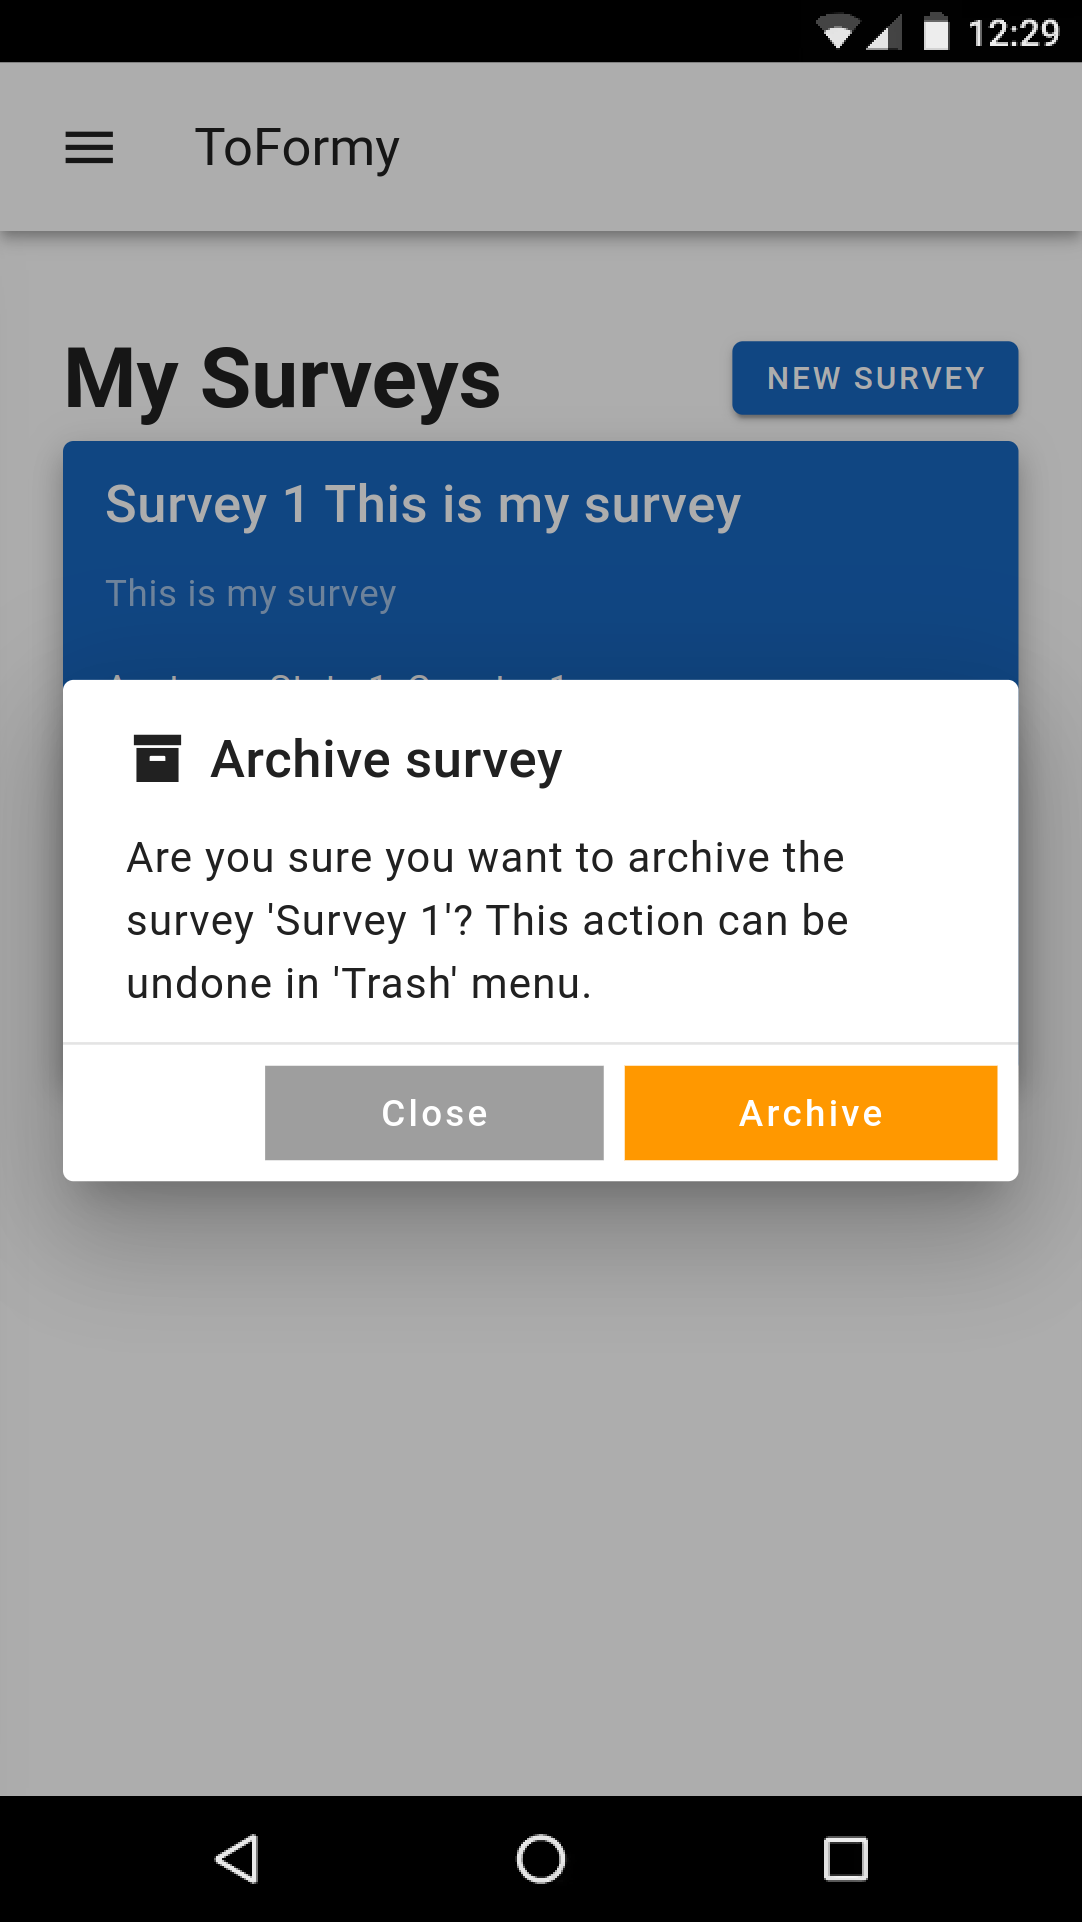 12:29
ToFormy
My Surveys
NEW SURVEY
Survey 1 This is my survey
This is my survey
Archive survey
Are you sure you want to archive the
survey 'Survey 1'? This action can be
undone in 'Trash' menu.
Close
Archive